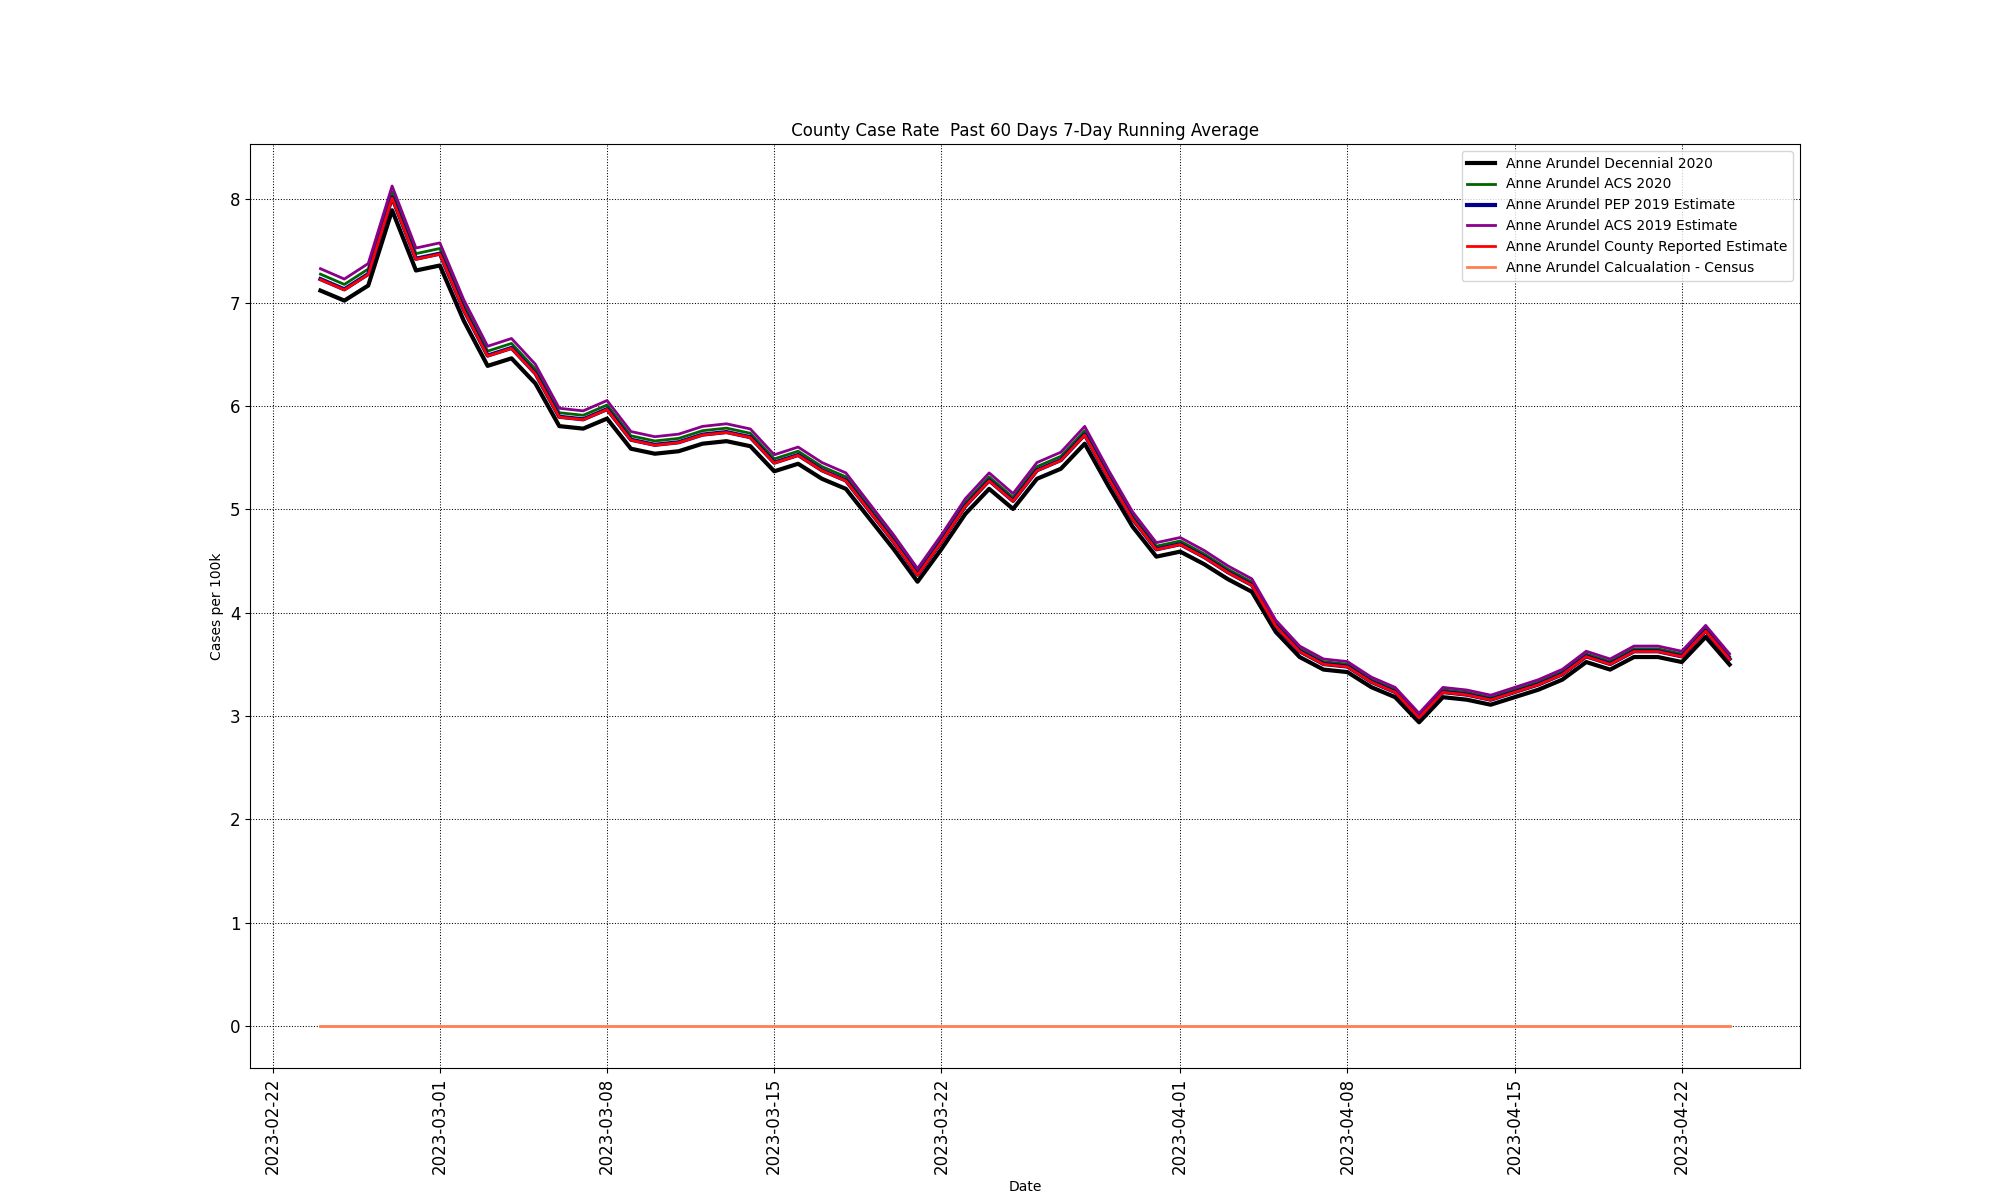 County Case Rate  Past 60 Days 7-Day Running Average
Anne Arundel Decennial 2020
Anne Arundel ACS 2020
Anne Arundel PEP 2019 Estimate
Anne Arundel ACS 2019 Estimate
Anne Arundel County Reported Estimate
Anne Arundel Calcualation - Census
Cases per 100k
8
7
6
5
4
3
2
1
0
2023-02-22
2023-03-01
2023-03-08
2023-03-15
2023-03-22
2023-04-01
2023-04-08
2023-04-15
2023-04-22
Date